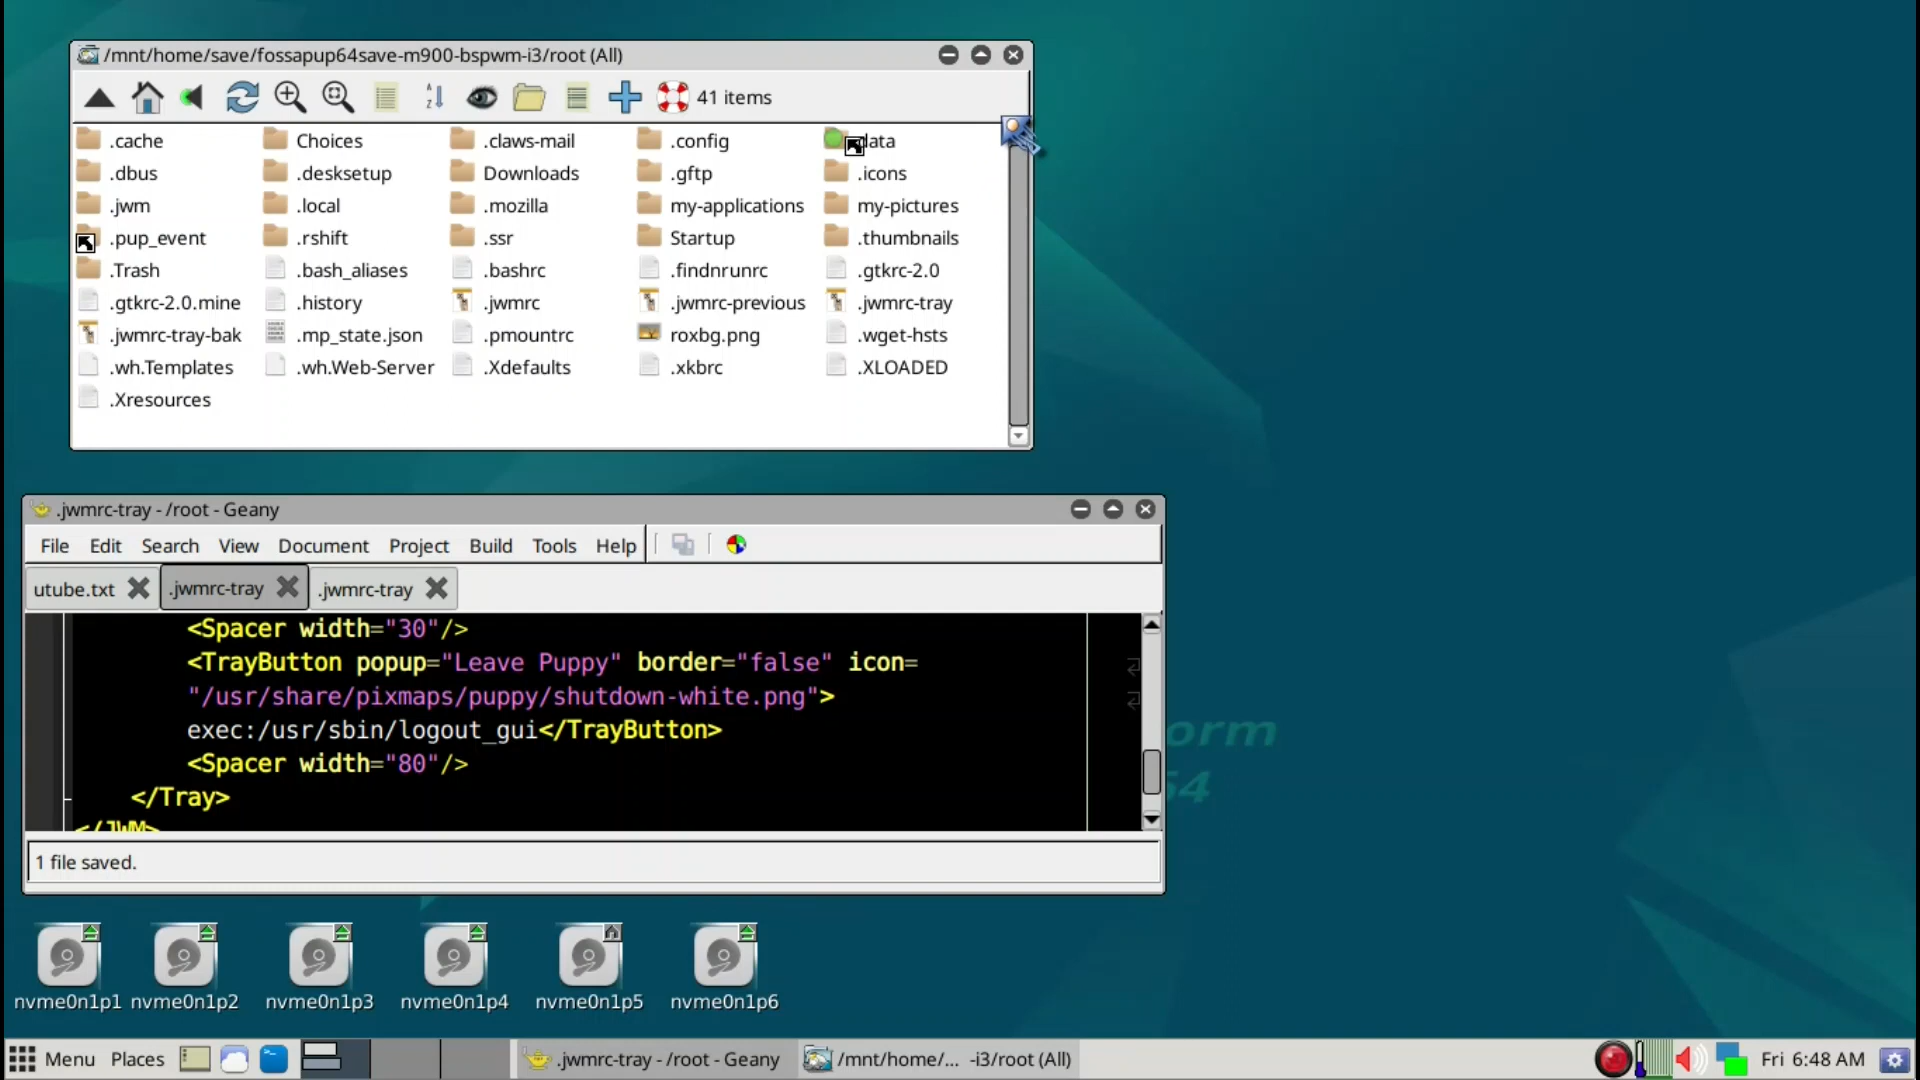 /mnt/home/save/fossapup64save-m900-bspwm-i3/root (All)
41 items
.cache Choices .claws-mail .config data
.dbus .desksetup Downloads .gftp .icons
.jwm .local .mozilla my-applications my-pictures
.pup_event .rshift .ssr Startup .thumbnails
.Trash .bash_aliases .bashrc .findnrunrc .gtkrc-2.0
.gtkrc-2.0.mine .history .jwmrc .jwmrc-previous .jwmrc-tray
.jwmrc-tray-bak .mp_state.json .pmountrc roxbg.png .wget-hsts
.wh.Templates .wh.Web-Server .Xdefaults .xkbrc .XLOADED
.Xresources
.jwmrc-tray - /root - Geany
File Edit Search View Document Project Build Tools Help
utube.txt .jwmrc-tray .jwmrc-tray
<Spacer width="30"/>
<TrayButton popup="Leave Puppy" border="false" icon=
"/usr/share/pixmaps/puppy/shutdown-white.png">
exec:/usr/sbin/logout_gui</TrayButton>
<Spacer width="80"/>
</Tray>
</JWM>
1 file saved.
orm
64
nvme0n1p1 nvme0n1p2 nvme0n1p3 nvme0n1p4 nvme0n1p5 nvme0n1p6
Menu Places .jwmrc-tray - /root - Geany /mnt/home/... -i3/root (All) Fri 6:48 AM